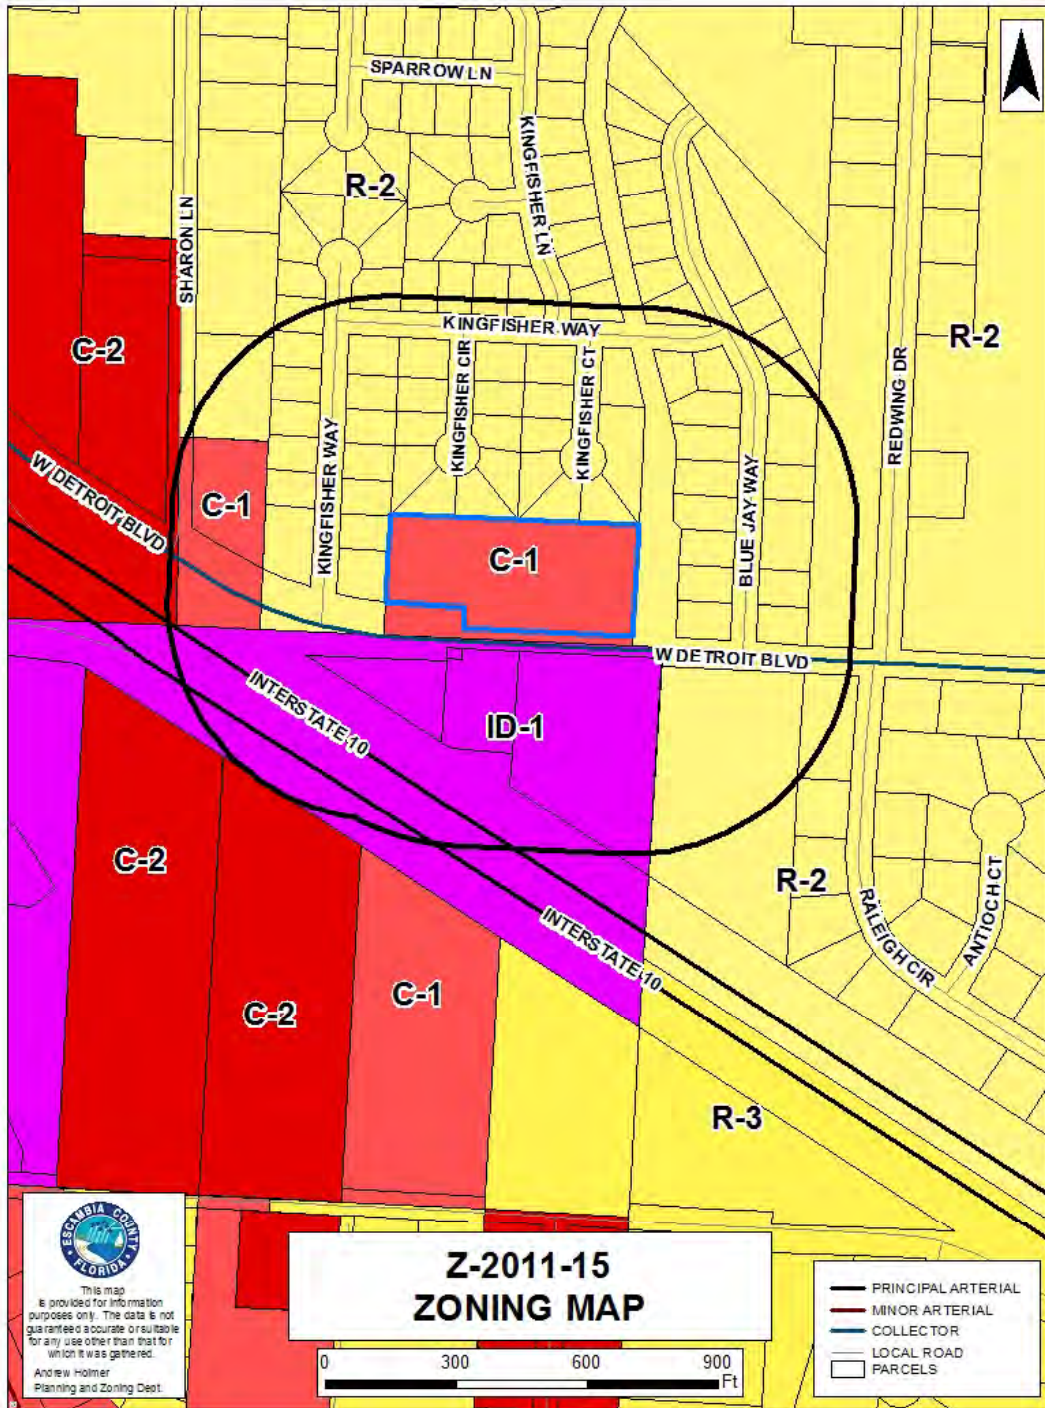 SPARROW LN
KINGFISHER LN
R-2
SHARON LN
KINGFISHER WAY
C-2
KINGFISHER CIR
KINGFISHER CT
REDWING DR
R-2
W DETROIT BLVD
C-1
KINGFISHER WAY
C-1
BLUE JAY WAY
W DETROIT BLVD
INTERSTATE 10
ID-1
C-2
R-2
RALEIGH CIR
ANTIOCH CT
INTERSTATE 10
C-1
C-2
R-3
ESCAMBIA COUNTY
FLORIDA
This map
is provided for information
purposes only. The data is not
guaranteed accurate or suitable
for any use other than that for
which it was gathered.
Andrew Holmer
Planning and Zoning Dept.
Z-2011-15
ZONING MAP
0 300 600 900
Ft
PRINCIPAL ARTERIAL
MINOR ARTERIAL
COLLECTOR
LOCAL ROAD
PARCELS